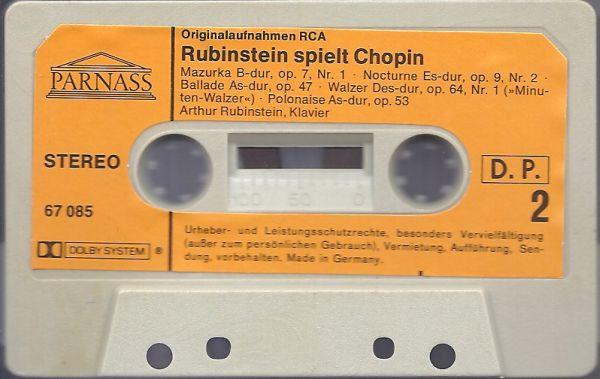 PARNASS
Originalaufnahmen RCA
Rubinstein spielt Chopin
Mazurka B-dur, op. 7, Nr. 1 · Nocturne Es-dur, op. 9, Nr. 2 ·
Ballade As-dur, op. 47 · Walzer Des-dur, op. 64, Nr. 1 (»Minu-
ten-Walzer«) · Polonaise As-dur, op. 53
Arthur Rubinstein, Klavier
STEREO
D. P.
100 50 0
67 085
2
DOLBY SYSTEM ®
Urheber- und Leistungsschutzrechte, besonders Vervielfältigung
(außer zum persönlichen Gebrauch), Vermietung, Aufführung, Sen-
dung, vorbehalten. Made in Germany.